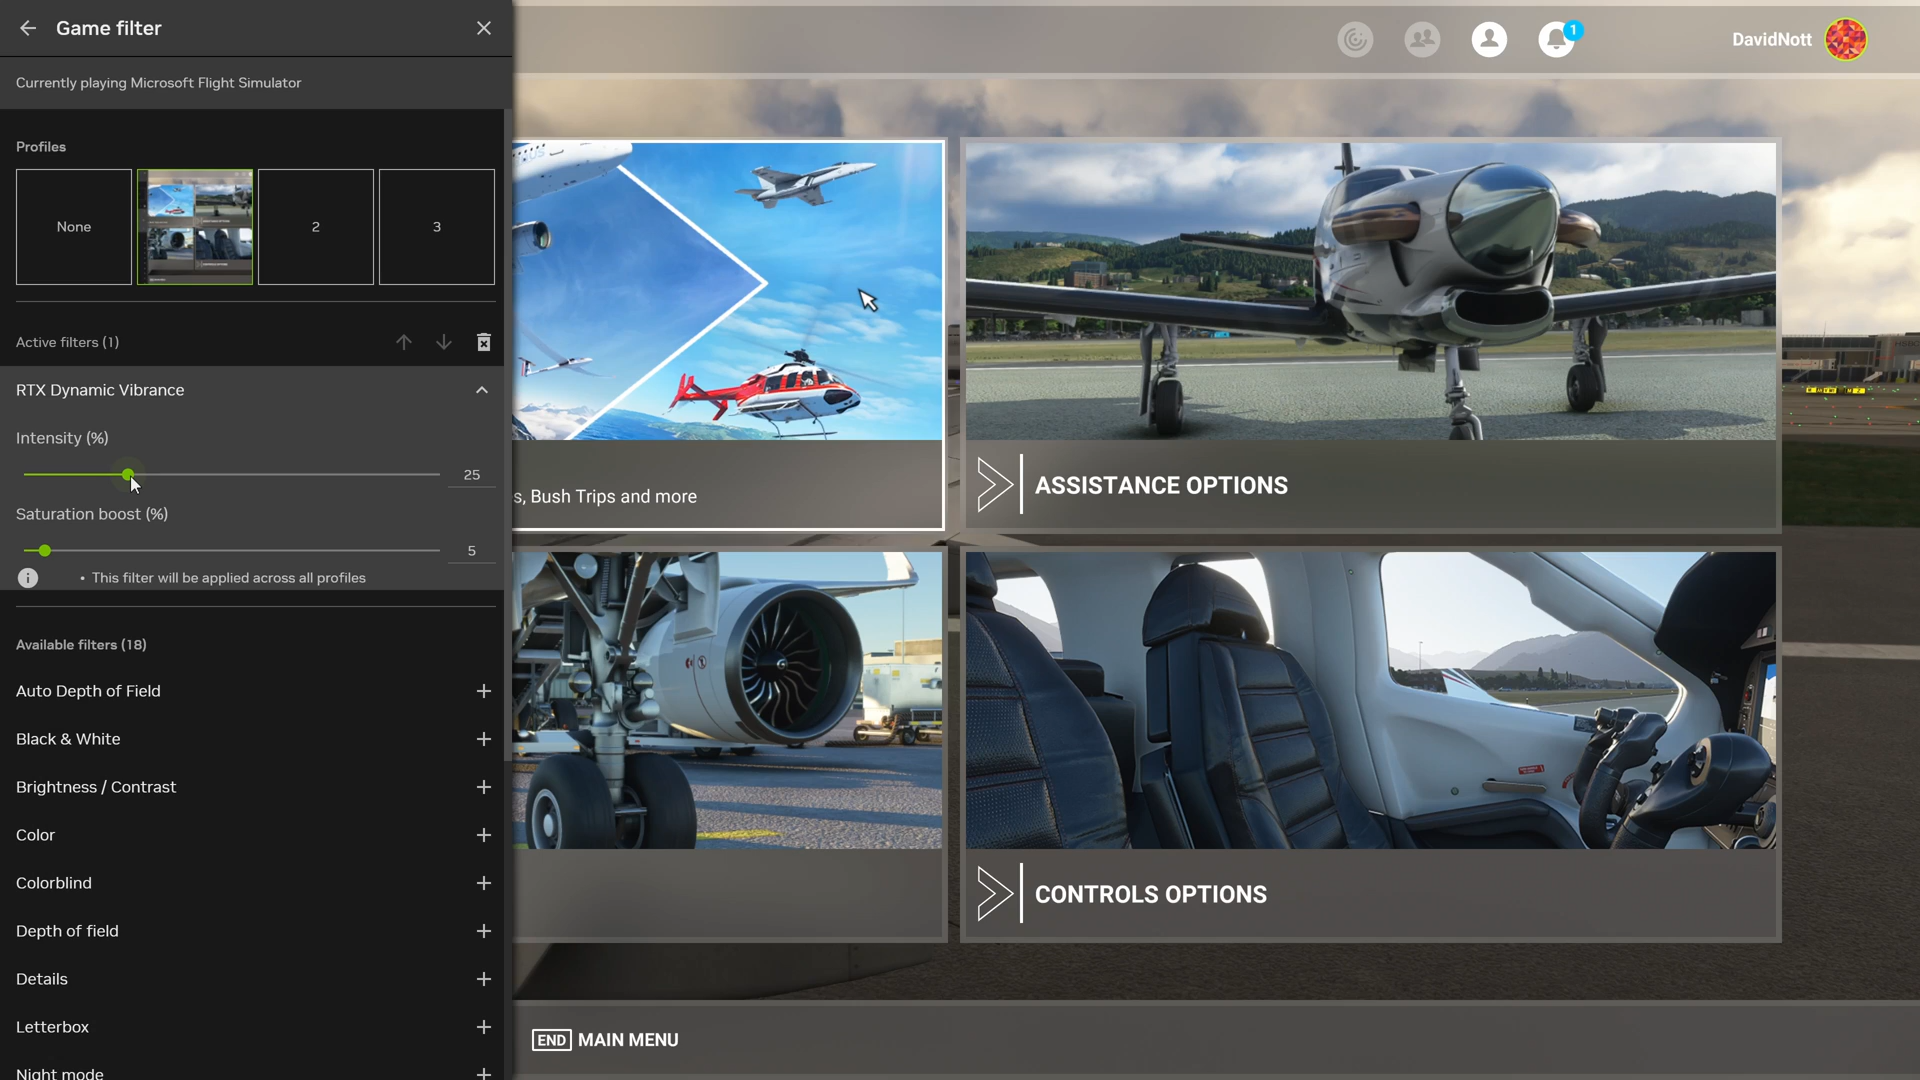 Game filter
Currently playing Microsoft Flight Simulator
Profiles
None
2
3
Active filters (1)
RTX Dynamic Vibrance
Intensity (%)
25
Saturation boost (%)
5
• This filter will be applied across all profiles
Available filters (18)
Auto Depth of Field
Black & White
Brightness / Contrast
Color
Colorblind
Depth of field
Details
Letterbox
Night mode
1
DavidNott
s, Bush Trips and more
ASSISTANCE OPTIONS
CONTROLS OPTIONS
END MAIN MENU